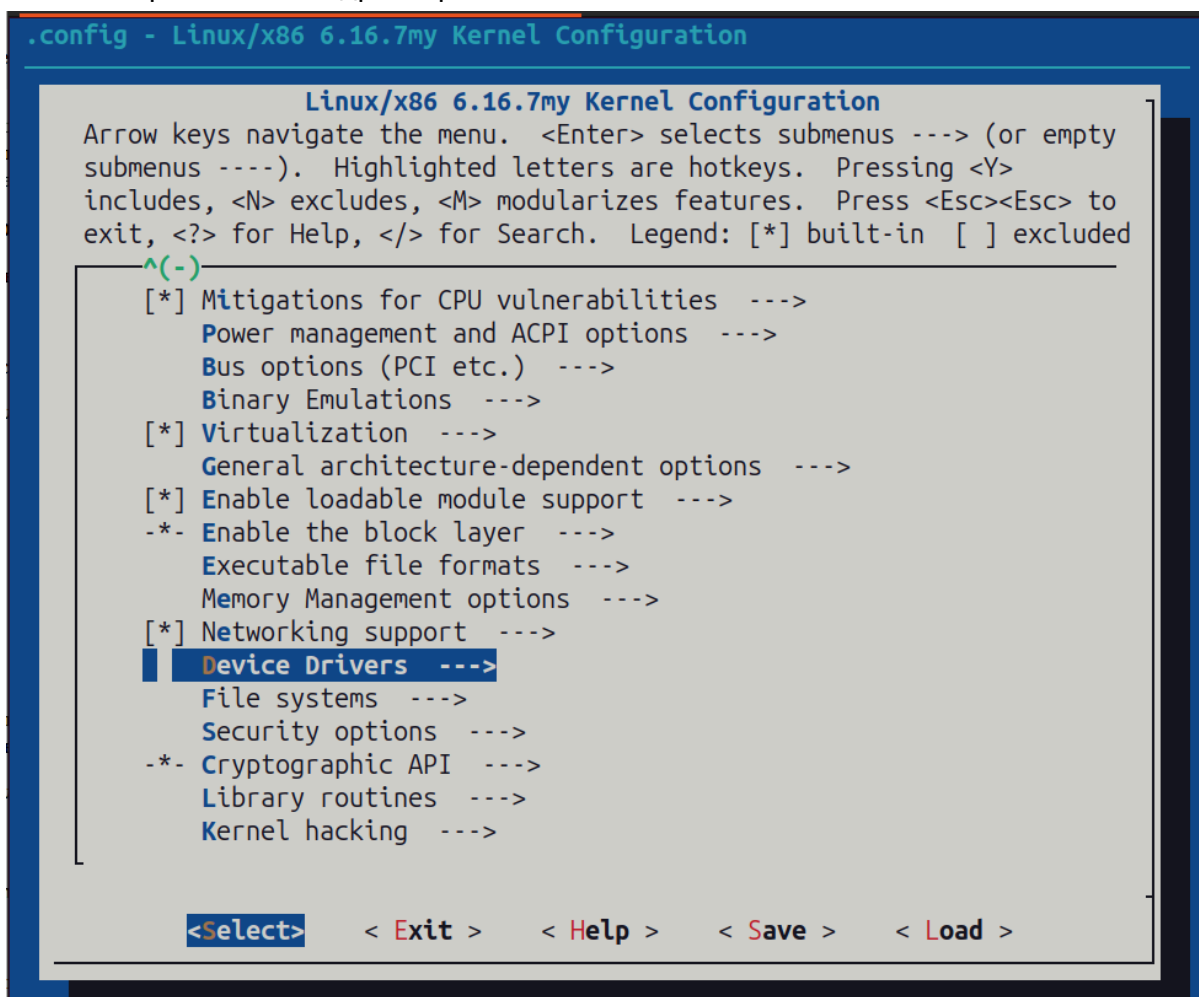 .config - Linux/x86 6.16.7my Kernel Configuration
Linux/x86 6.16.7my Kernel Configuration
Arrow keys navigate the menu.  <Enter> selects submenus ---> (or empty
submenus ----).  Highlighted letters are hotkeys.  Pressing <Y>
includes, <N> excludes, <M> modularizes features.  Press <Esc><Esc> to
exit, <?> for Help, </> for Search.  Legend: [*] built-in  [ ] excluded
^(-)
[*] Mitigations for CPU vulnerabilities  --->
Power management and ACPI options  --->
Bus options (PCI etc.)  --->
Binary Emulations  --->
[*] Virtualization  --->
General architecture-dependent options  --->
[*] Enable loadable module support  --->
-*- Enable the block layer  --->
Executable file formats  --->
Memory Management options  --->
[*] Networking support  --->
Device Drivers  --->
File systems  --->
Security options  --->
-*- Cryptographic API  --->
Library routines  --->
Kernel hacking  --->
<Select>    < Exit >    < Help >    < Save >    < Load >